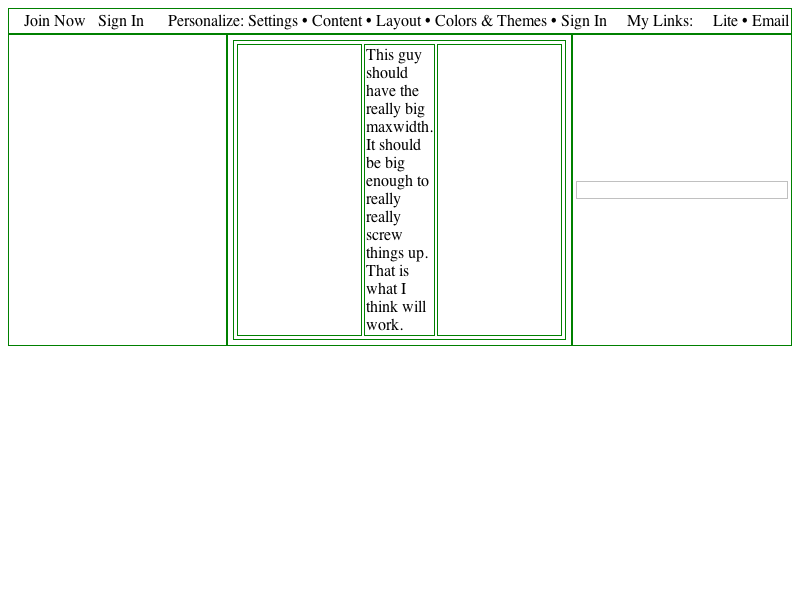 Join Now Sign In Personalize: Settings • Content • Layout • Colors & Themes • Sign In My Links: Lite • Email
This guy
should
have the
really big
maxwidth.
It should
be big
enough to
really
really
screw
things up.
That is
what I
think will
work.